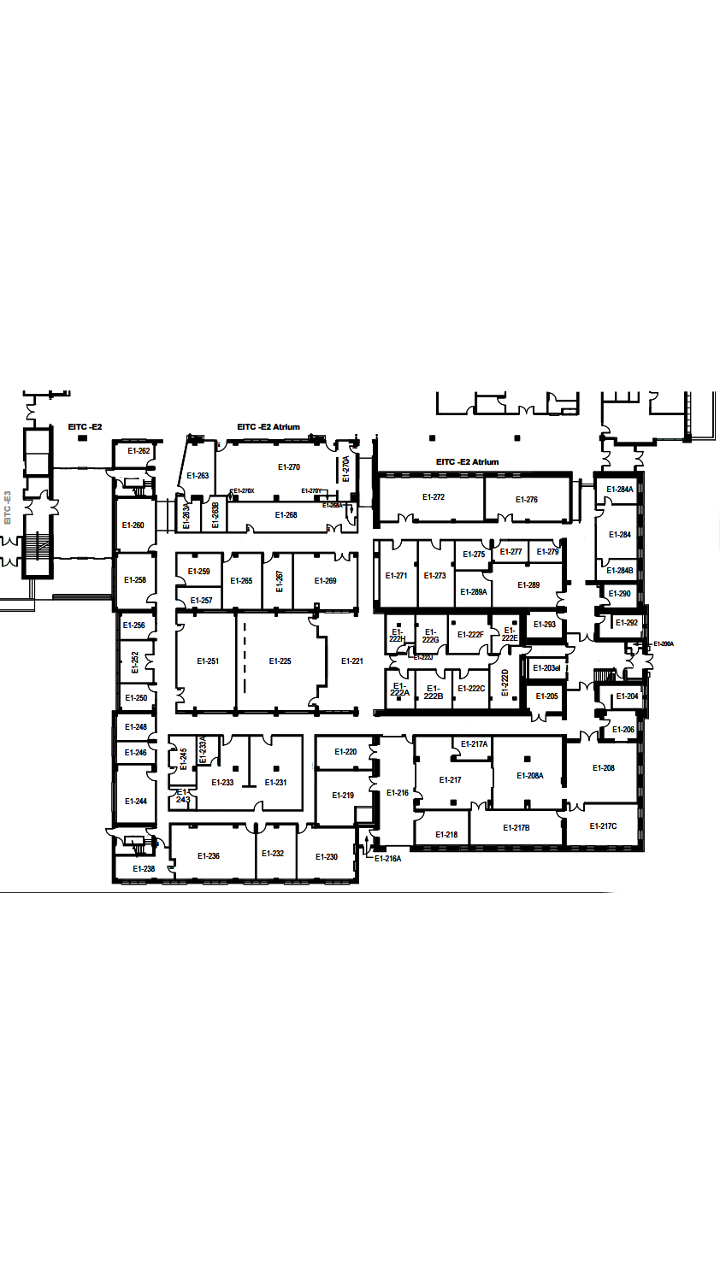 EITC -E2
EITC -E2 Atrium
EITC -E2 Atrium
EITC -E3
E1-262
E1-263
E1-270
E1-270A
E1-272
E1-276
E1-284A
E1-270X
E1-270Y
E1-268A
E1-260
E1-263A
E1-263B
E1-268
E1-284
E1-258
E1-259
E1-257
E1-265
E1-267
E1-269
E1-271
E1-273
E1-275
E1-277
E1-279
E1-289A
E1-289
E1-284B
E1-290
E1-256
E1-252
E1-250
E1-251
E1-225
E1-221
E1-
222H
E1-
222G
E1-222F
E1-
222E
E1-293
E1-292
E1-200A
E1-222J
E1-203el
E1-
222A
E1-
222B
E1-222C
E1-222D
E1-205
E1-204
E1-206
E1-248
E1-246
E1-244
E1-245
E1-233A
E1-233
E1-231
E1-
243
E1-220
E1-219
E1-216
E1-217A
E1-217
E1-208A
E1-208
E1-218
E1-217B
E1-217C
E1-238
E1-236
E1-232
E1-230
E1-216A